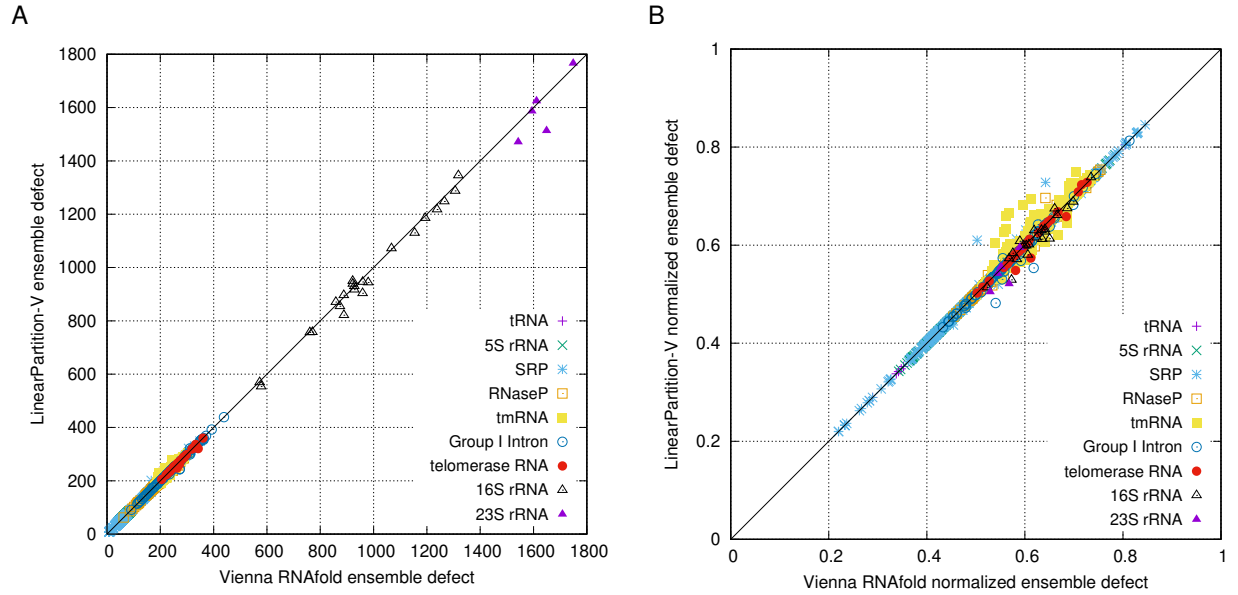 A
1800
1600
1400
1200
1000
800
600
400
200
0
0 200 400 600 800 1000 1200 1400 1600 1800
LinearPartition-V ensemble defect
Vienna RNAfold ensemble defect
tRNA
5S rRNA
SRP
RNaseP
tmRNA
Group I Intron
telomerase RNA
16S rRNA
23S rRNA
B
1
0.8
0.6
0.4
0.2
0
0 0.2 0.4 0.6 0.8 1
LinearPartition-V normalized ensemble defect
Vienna RNAfold normalized ensemble defect
tRNA
5S rRNA
SRP
RNaseP
tmRNA
Group I Intron
telomerase RNA
16S rRNA
23S rRNA